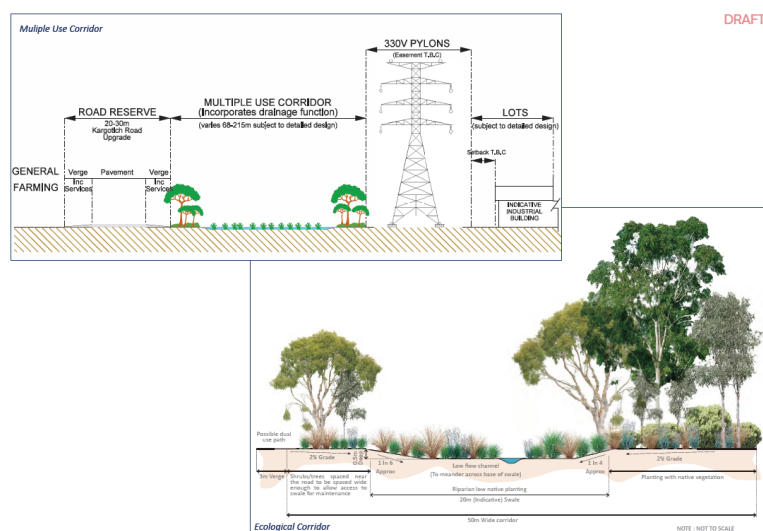 DRAFT
Muliple Use Corridor
330V PYLONS
(Easement T.B.C)
ROAD RESERVE
20-30m
Kargotich Road
Upgrade
MULTIPLE USE CORRIDOR
(Incorporates drainage function)
(varies 68-215m subject to detailed design)
LOTS
(subject to detailed design)
Setback T.B.C
GENERAL
FARMING
Verge
Inc
Services
Pavement
Verge
Inc
Services
INDICATIVE
INDUSTRIAL
BUILDING
Possible dual
use path
2% Grade
0.5m
Deep
1 In 6
Approx
Low flow channel
(To meander across base of swale)
1 In 4
Approx
2% Grade
3m Verge
Shrubs/trees spaced near
the road to be spaced wide
enough to allow access to
swale for maintenance
Riparian low native planting
20m (Indicative) Swale
Planting with native vegetation
50m Wide corridor
Ecological Corridor
NOTE : NOT TO SCALE